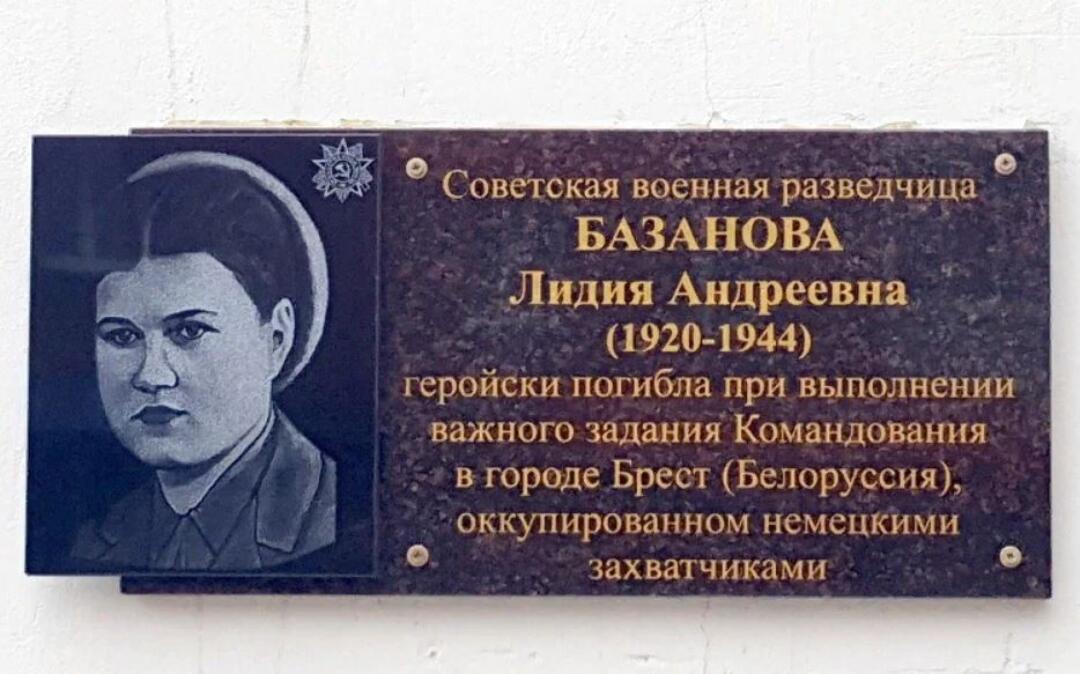 Советская военная разведчица
БАЗАНОВА
Лидия Андреевна
(1920-1944)
геройски погибла при выполнении
важного задания Командования
в городе Брест (Белоруссия),
оккупированном немецкими
захватчиками